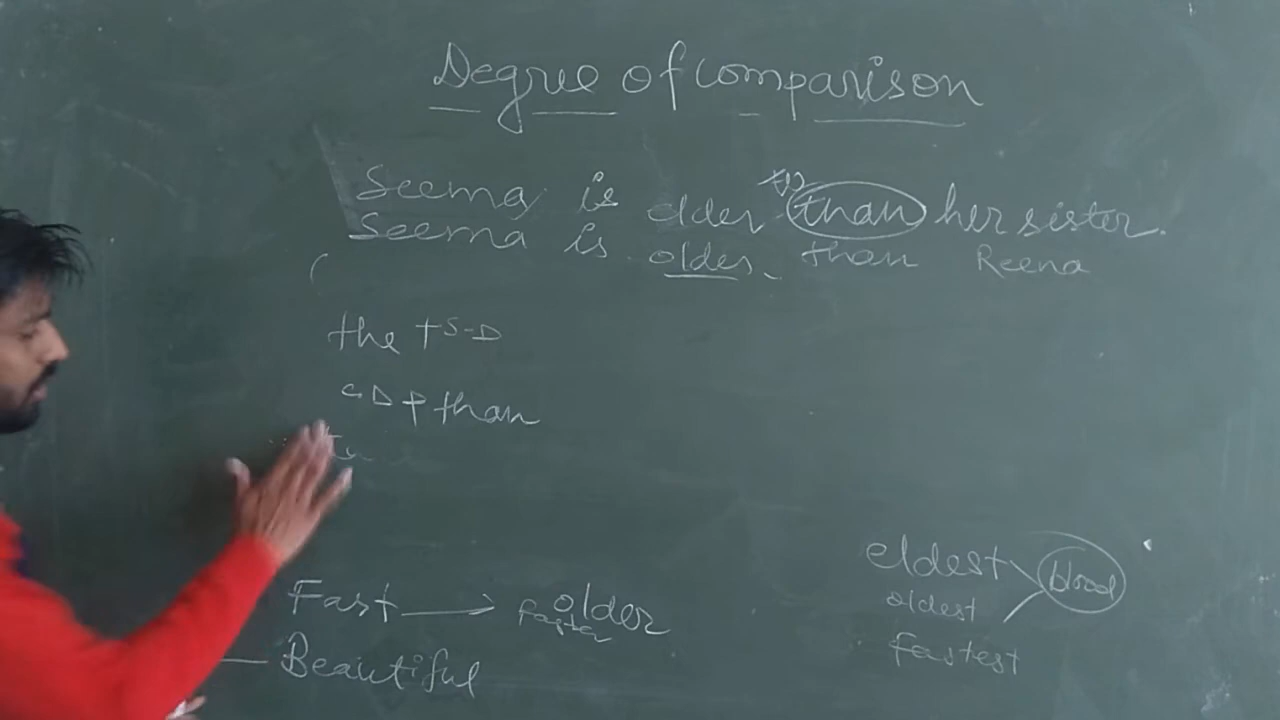 Degree of comparison
Seema is elder than her sister.
Seema is older than Reena
the + S-D
C D + than
Fast → older
faster
Beautiful
eldest
blood
oldest
fastest